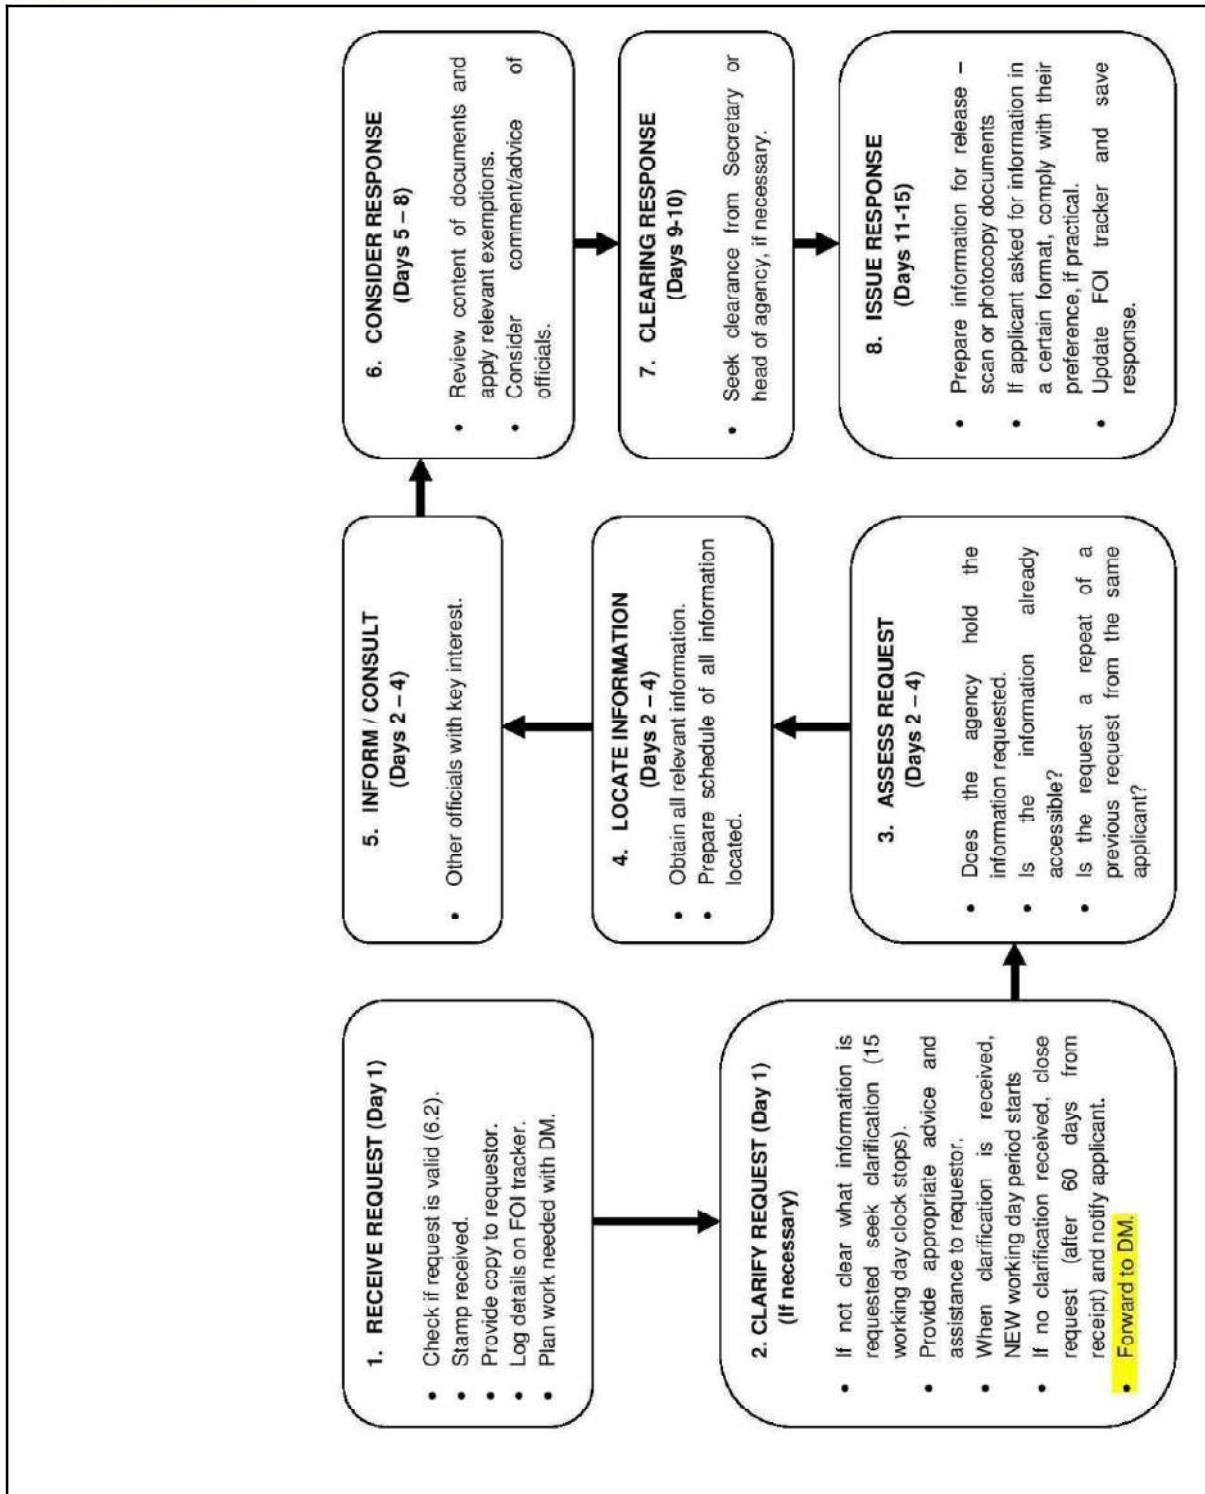 1. RECEIVE REQUEST (Day 1)
• Check if request is valid (6.2).
• Stamp received.
• Provide copy to requestor.
• Log details on FOI tracker.
• Plan work needed with DM.
2. CLARIFY REQUEST (Day 1)
(If necessary)
• If not clear what information is
requested seek clarification (15
working day clock stops).
• Provide appropriate advice and
assistance to requestor.
• When clarification is received,
NEW working day period starts
• If no clarification received, close
request (after 60 days from
receipt) and notify applicant.
• Forward to DM.
3. ASSESS REQUEST
(Days 2 – 4)
• Does the agency hold the
information requested.
• Is the information already
accessible?
• Is the request a repeat of a
previous request from the same
applicant?
4. LOCATE INFORMATION
(Days 2 – 4)
• Obtain all relevant information.
• Prepare schedule of all information
located.
5. INFORM / CONSULT
(Days 2 – 4)
• Other officials with key interest.
6. CONSIDER RESPONSE
(Days 5 – 8)
• Review content of documents and
apply relevant exemptions.
• Consider comment/advice of
officials.
7. CLEARING RESPONSE
(Days 9-10)
• Seek clearance from Secretary or
head of agency, if necessary.
8. ISSUE RESPONSE
(Days 11-15)
• Prepare information for release –
scan or photocopy documents
• If applicant asked for information in
a certain format, comply with their
preference, if practical.
• Update FOI tracker and save
response.